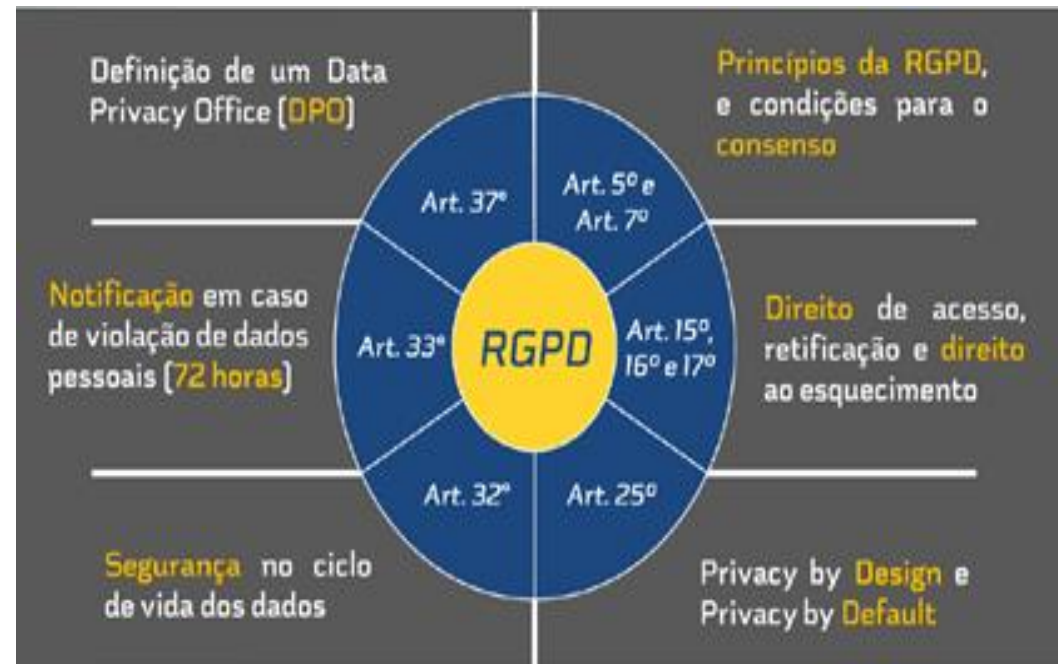 Definição de um Data
Privacy Office (DPO)
Princípios da RGPD,
e condições para o
consenso
Art. 37º
Art. 5º e
Art. 7º
Notificação em caso
de violação de dados
pessoais (72 horas)
Art. 33º
RGPD
Art. 15º,
16º e 17º
Direito de acesso,
retificação e direito
ao esquecimento
Art. 32º
Art. 25º
Segurança no ciclo
de vida dos dados
Privacy by Design e
Privacy by Default